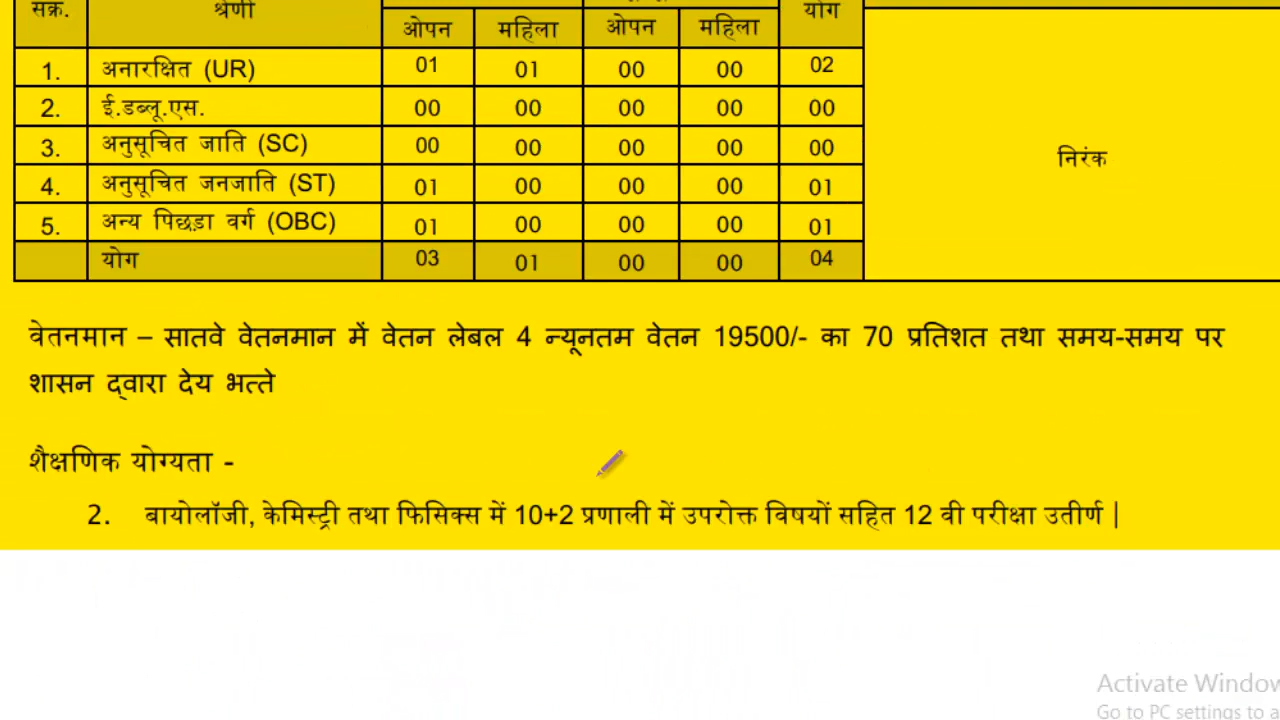 सक्र. श्रेणी योग
ओपन महिला ओपन महिला
1. अनारक्षित (UR) 01 01 00 00 02
2. ई.डब्लू.एस. 00 00 00 00 00
3. अनुसूचित जाति (SC) 00 00 00 00 00
निरंक
4. अनुसूचित जनजाति (ST) 01 00 00 00 01
5. अन्य पिछड़ा वर्ग (OBC) 01 00 00 00 01
योग 03 01 00 00 04
वेतनमान – सातवे वेतनमान में वेतन लेबल 4 न्यूनतम वेतन 19500/- का 70 प्रतिशत तथा समय-समय पर
शासन द्वारा देय भत्ते
शैक्षणिक योग्यता -
2. बायोलॉजी, केमिस्ट्री तथा फिसिक्स में 10+2 प्रणाली में उपरोक्त विषयों सहित 12 वी परीक्षा उतीर्ण |
Activate Window
Go to PC settings to a